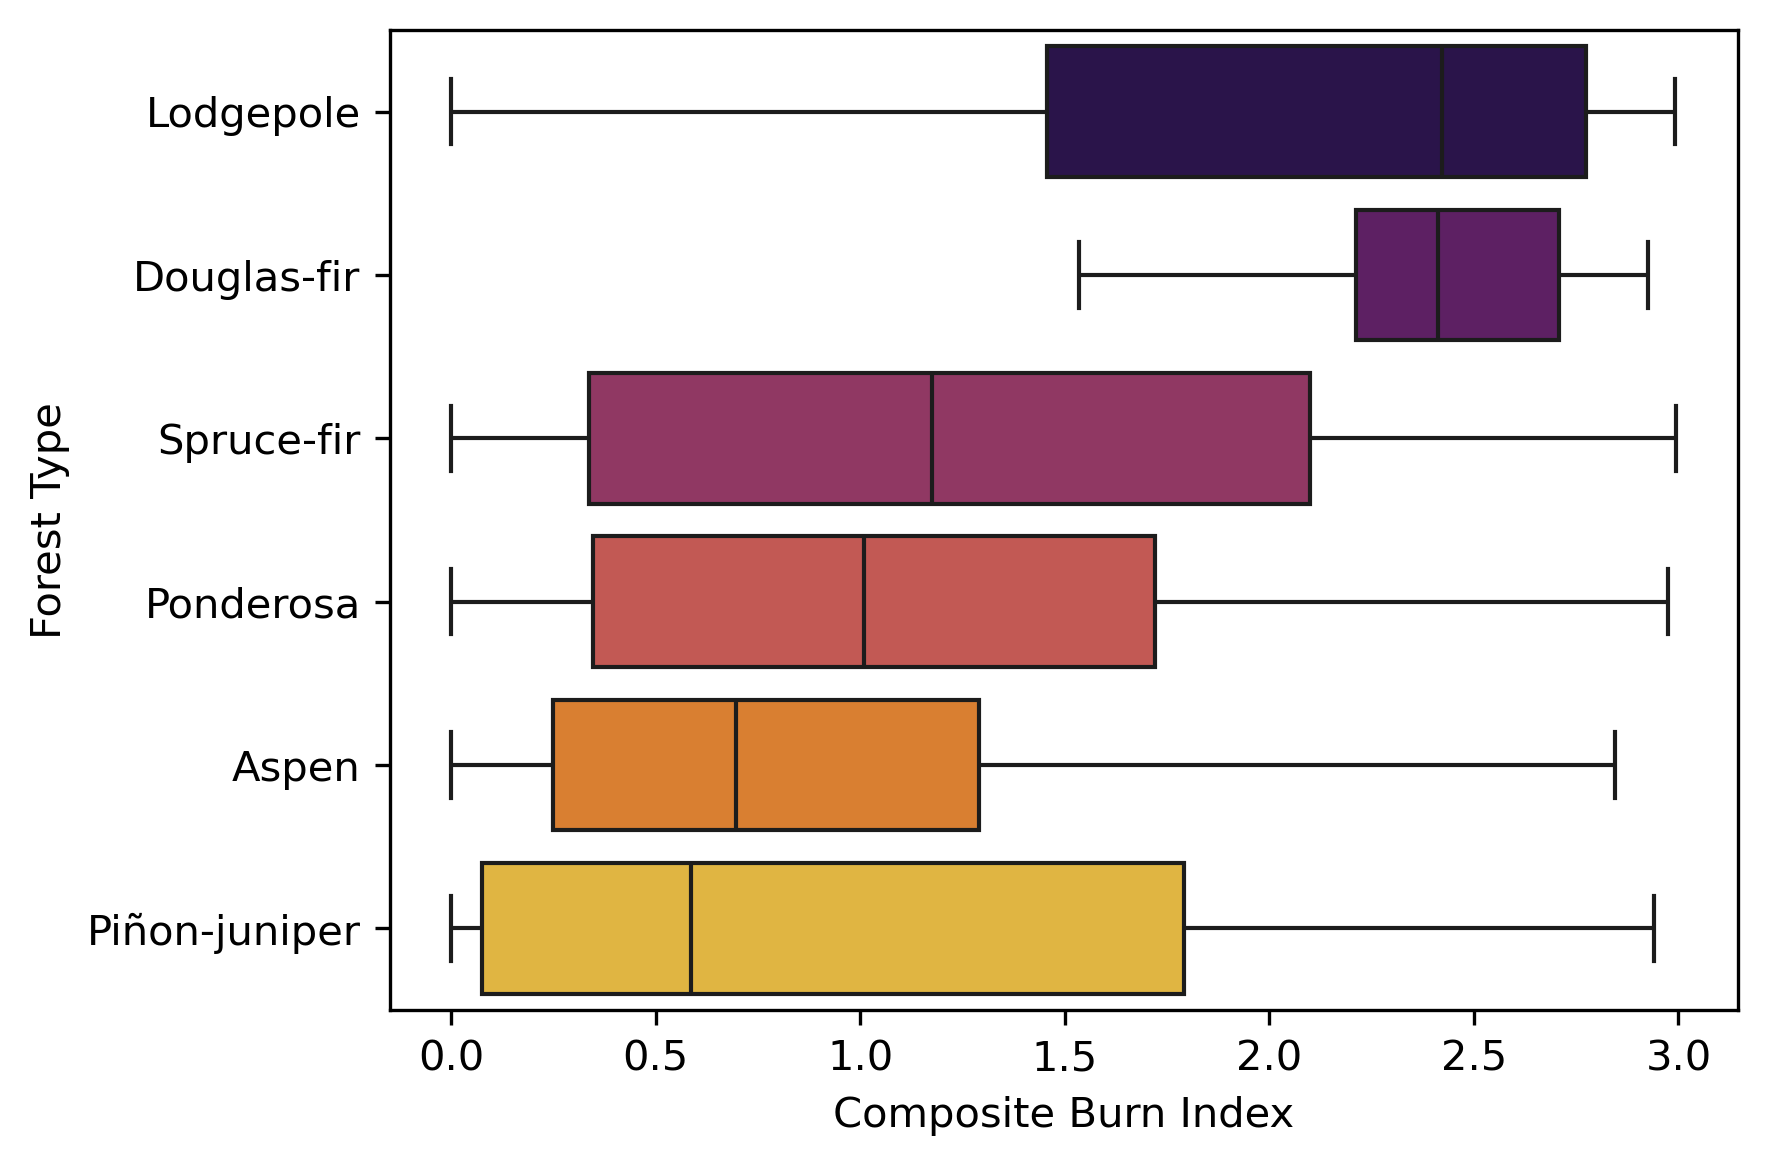 Lodgepole
Douglas-fir
Spruce-fir
Ponderosa
Aspen
Piñon-juniper
Forest Type
0.0 0.5 1.0 1.5 2.0 2.5 3.0
Composite Burn Index